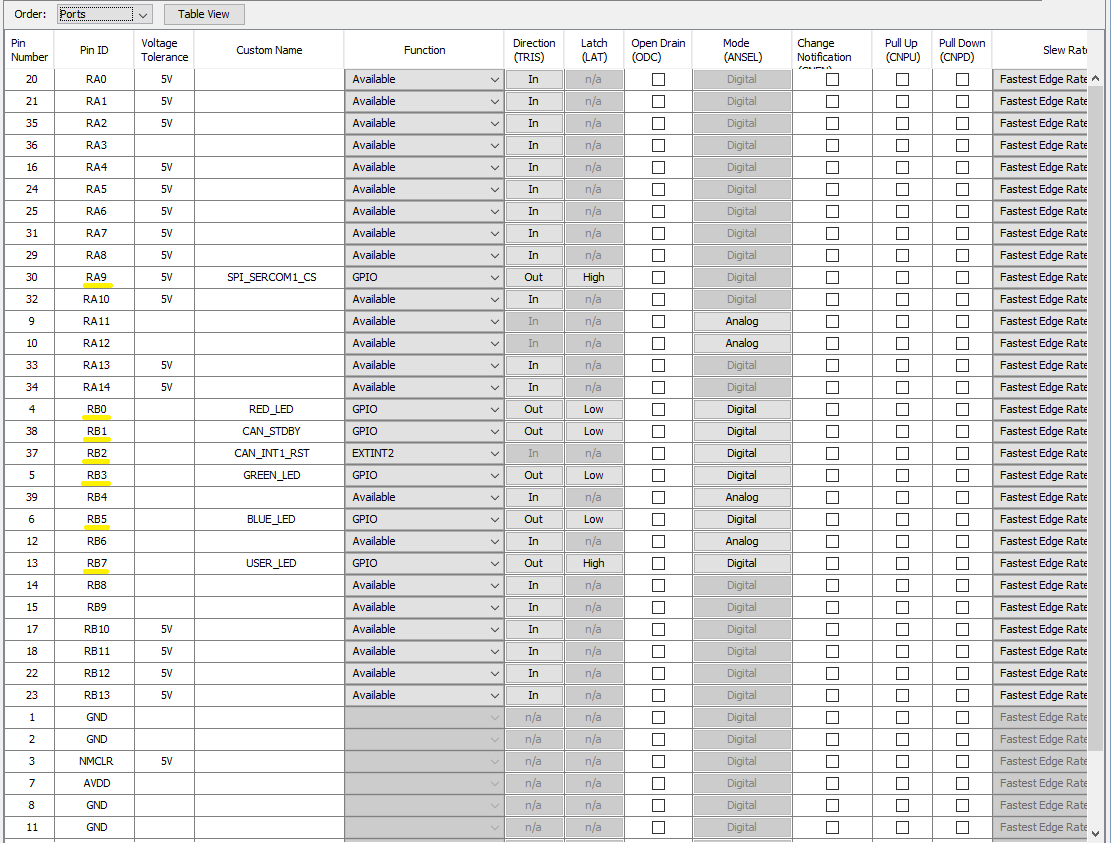 Order: Ports Table View
Pin Number Pin ID Voltage Tolerance Custom Name Function Direction (TRIS) Latch (LAT) Open Drain (ODC) Mode (ANSEL) Change Notification Pull Up (CNPU) Pull Down (CNPD) Slew Rate
20 RA0 5V Available In n/a Digital Fastest Edge Rate
21 RA1 5V Available In n/a Digital Fastest Edge Rate
35 RA2 5V Available In n/a Digital Fastest Edge Rate
36 RA3 Available In n/a Digital Fastest Edge Rate
16 RA4 5V Available In n/a Digital Fastest Edge Rate
24 RA5 5V Available In n/a Digital Fastest Edge Rate
25 RA6 5V Available In n/a Digital Fastest Edge Rate
31 RA7 5V Available In n/a Digital Fastest Edge Rate
29 RA8 5V Available In n/a Digital Fastest Edge Rate
30 RA9 5V SPI_SERCOM1_CS GPIO Out High Digital Fastest Edge Rate
32 RA10 5V Available In n/a Digital Fastest Edge Rate
9 RA11 Available In n/a Analog Fastest Edge Rate
10 RA12 Available In n/a Analog Fastest Edge Rate
33 RA13 5V Available In n/a Digital Fastest Edge Rate
34 RA14 5V Available In n/a Digital Fastest Edge Rate
4 RB0 RED_LED GPIO Out Low Digital Fastest Edge Rate
38 RB1 CAN_STDBY GPIO Out Low Digital Fastest Edge Rate
37 RB2 CAN_INT1_RST EXTINT2 In n/a Digital Fastest Edge Rate
5 RB3 GREEN_LED GPIO Out Low Digital Fastest Edge Rate
39 RB4 Available In n/a Analog Fastest Edge Rate
6 RB5 BLUE_LED GPIO Out Low Digital Fastest Edge Rate
12 RB6 Available In n/a Analog Fastest Edge Rate
13 RB7 USER_LED GPIO Out High Digital Fastest Edge Rate
14 RB8 Available In n/a Digital Fastest Edge Rate
15 RB9 Available In n/a Digital Fastest Edge Rate
17 RB10 5V Available In n/a Digital Fastest Edge Rate
18 RB11 5V Available In n/a Digital Fastest Edge Rate
22 RB12 5V Available In n/a Digital Fastest Edge Rate
23 RB13 5V Available In n/a Digital Fastest Edge Rate
1 GND n/a n/a Digital Fastest Edge Rate
2 GND n/a n/a Digital Fastest Edge Rate
3 NMCLR 5V n/a n/a Digital Fastest Edge Rate
7 AVDD n/a n/a Digital Fastest Edge Rate
8 GND n/a n/a Digital Fastest Edge Rate
11 GND n/a n/a Digital Fastest Edge Rate